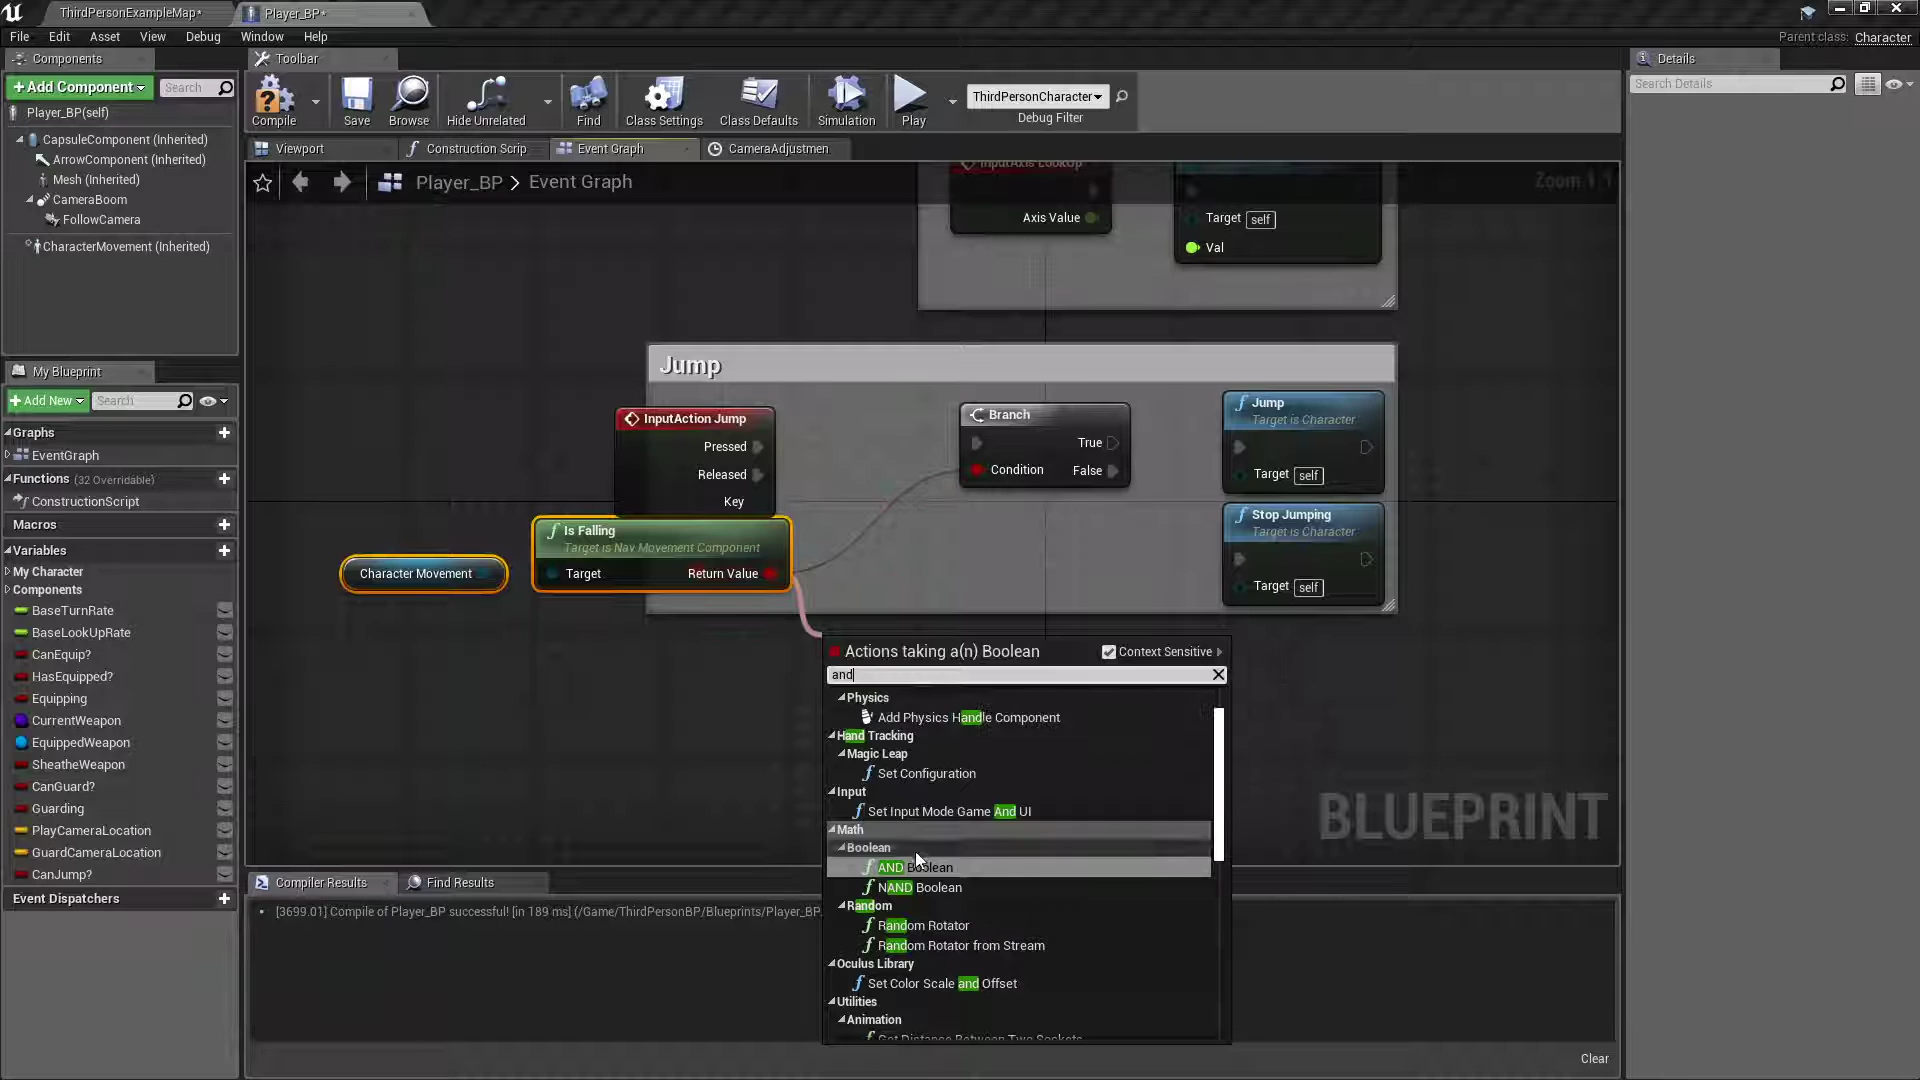 ThirdPersonExampleMap*
Player_BP*
File Edit Asset View Debug Window Help
Parent class: Character
Components
Toolbar
Details
+ Add Component
Search
Search Details
Player_BP(self)
CapsuleComponent (Inherited)
ArrowComponent (Inherited)
Mesh (Inherited)
CameraBoom
FollowCamera
CharacterMovement (Inherited)
Compile
Save
Browse
Hide Unrelated
Find
Class Settings
Class Defaults
Simulation
Play
ThirdPersonCharacter
Debug Filter
Viewport
Construction Scrip
Event Graph
CameraAdjustmen
Player_BP > Event Graph
Zoom 1:1
InputAxis LookUp
Axis Value
Target self
Val
Jump
InputAction Jump
Pressed
Released
Key
Branch
True
Condition
False
Jump
Target is Character
Target self
Stop Jumping
Target is Character
Target self
Is Falling
Target is Nav Movement Component
Target
Return Value
Character Movement
Actions taking a(n) Boolean
Context Sensitive
and
Physics
Add Physics Handle Component
Hand Tracking
Magic Leap
Set Configuration
Input
Set Input Mode Game And UI
Math
Boolean
AND Boolean
NAND Boolean
Random
Random Rotator
Random Rotator from Stream
Oculus Library
Set Color Scale and Offset
Utilities
Animation
Get Distance Between Two Sockets
BLUEPRINT
My Blueprint
+ Add New
Search
Graphs
EventGraph
Functions (32 Overridable)
ConstructionScript
Macros
Variables
My Character
Components
BaseTurnRate
BaseLookUpRate
CanEquip?
HasEquipped?
Equipping
CurrentWeapon
EquippedWeapon
SheatheWeapon
CanGuard?
Guarding
PlayCameraLocation
GuardCameraLocation
CanJump?
Event Dispatchers
Compiler Results
Find Results
[3699.01] Compile of Player_BP successful! [in 189 ms] (/Game/ThirdPersonBP/Blueprints/Player_BP.
Clear